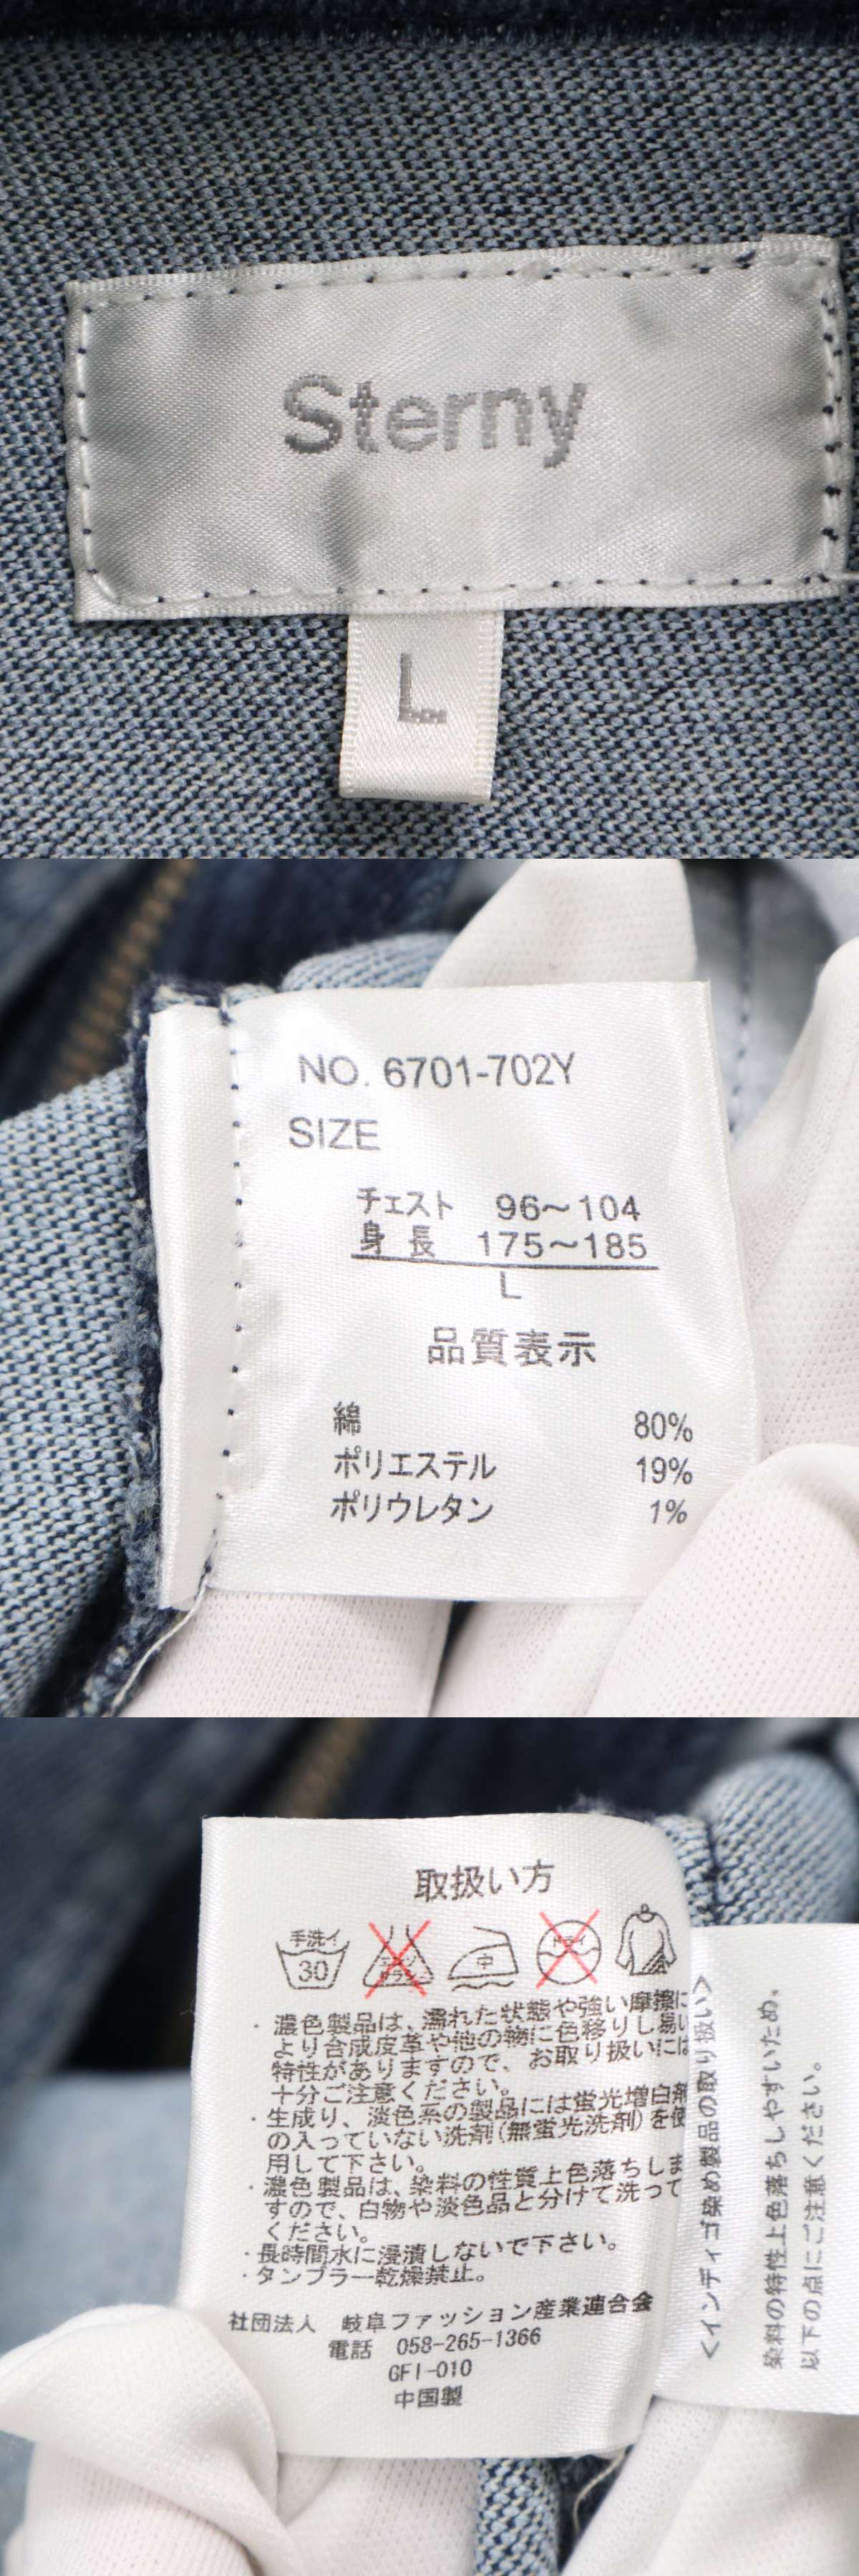 Sterny
L
NO. 6701-702Y
SIZE
チェスト 96～104
身長 175～185
L
品質表示
綿 80%
ポリエステル 19%
ポリウレタン 1%
取扱い方
手洗イ
30
エンソ
サラシ
中
ドライ
・濃色製品は、濡れた状態や強い摩擦に
より合成皮革や他の物に色移りし易い
特性がありますので、お取り扱いには
十分ご注意ください。
・生成り、淡色系の製品には蛍光増白剤
の入っていない洗剤(無蛍光洗剤)を使
用して下さい。
・濃色製品は、染料の性質上色落ちしま
すので、白物や淡色品と分けて洗って
ください。
・長時間水に浸漬しないで下さい。
・タンブラー乾燥禁止。
社団法人 岐阜ファッション産業連合会
電話 058-265-1366
GFI-010
中国製
<インディゴ染め製品の取り扱い>
染料の特性上色落ちしやすいため、
以下の点にご注意ください。